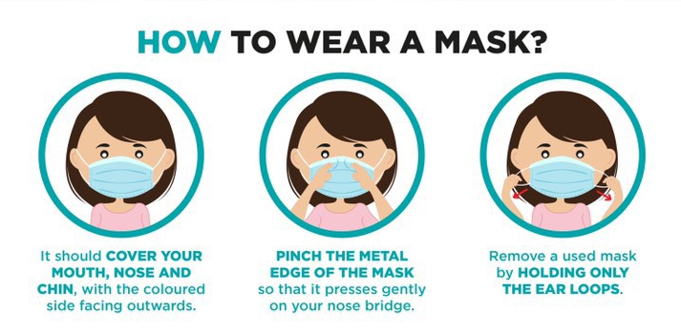 HOW TO WEAR A MASK?
It should COVER YOUR
MOUTH, NOSE AND
CHIN, with the coloured
side facing outwards.
PINCH THE METAL
EDGE OF THE MASK
so that it presses gently
on your nose bridge.
Remove a used mask
by HOLDING ONLY
THE EAR LOOPS.